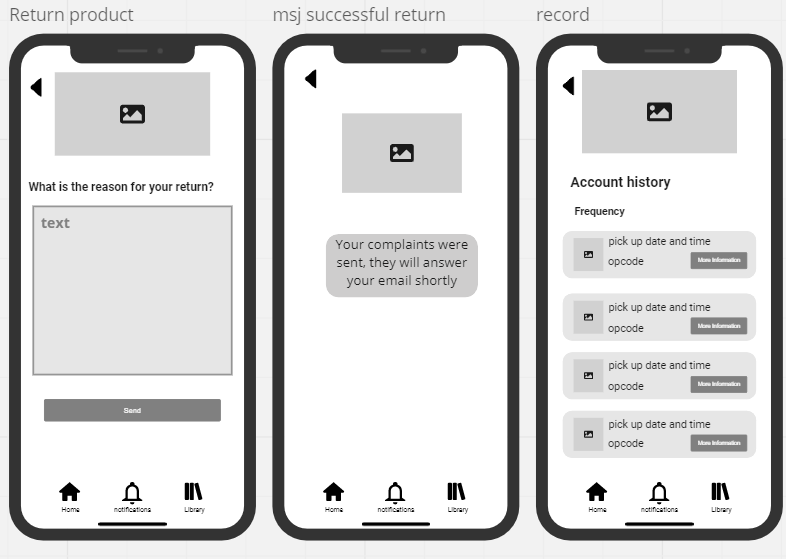 Return product
What is the reason for your return?
text
Send
Home
notifications
Library
msj successful return
Your complaints were
sent, they will answer
your email shortly
Home
notifications
Library
record
Account history
Frequency
pick up date and time
opcode
More Information
pick up date and time
opcode
More Information
pick up date and time
opcode
More Information
pick up date and time
opcode
More Information
Home
notifications
Library